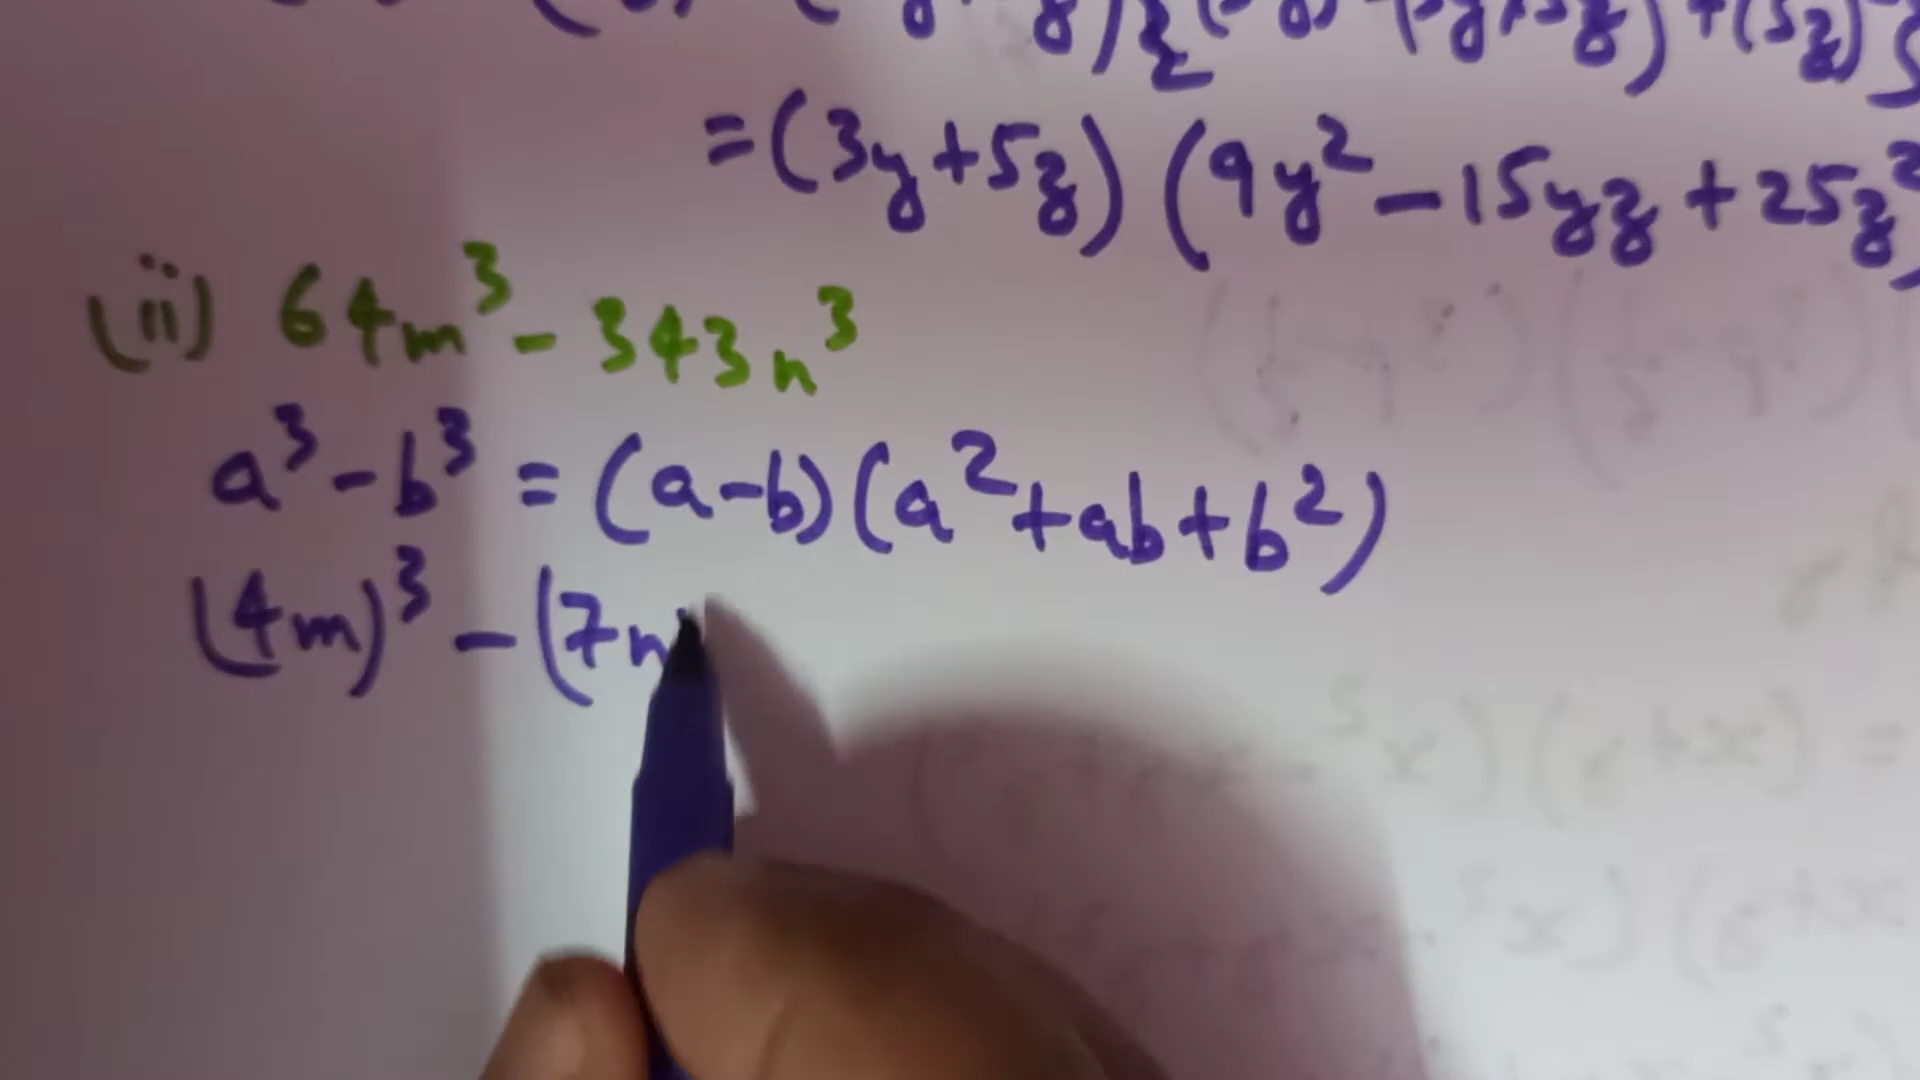 =(3y+5z)(9y²-15yz+25z²)
(ii) 64m³-343n³
a³-b³=(a-b)(a²+ab+b²)
(4m)³-(7n